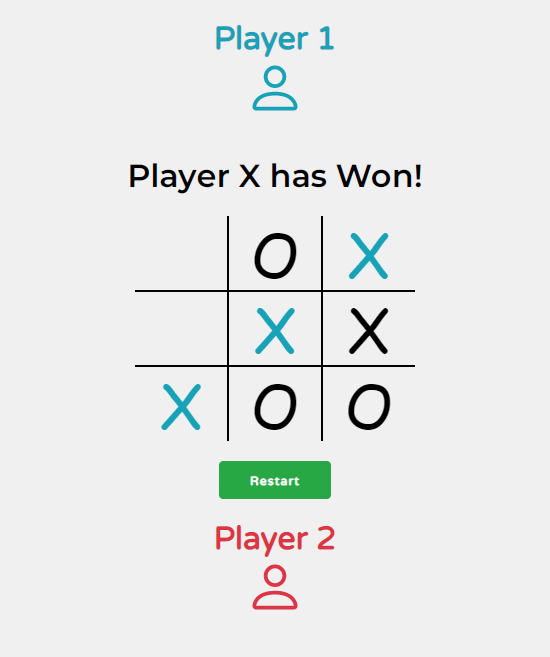 Player 1
Player X has Won!
O X
X X
X O O
Restart
Player 2